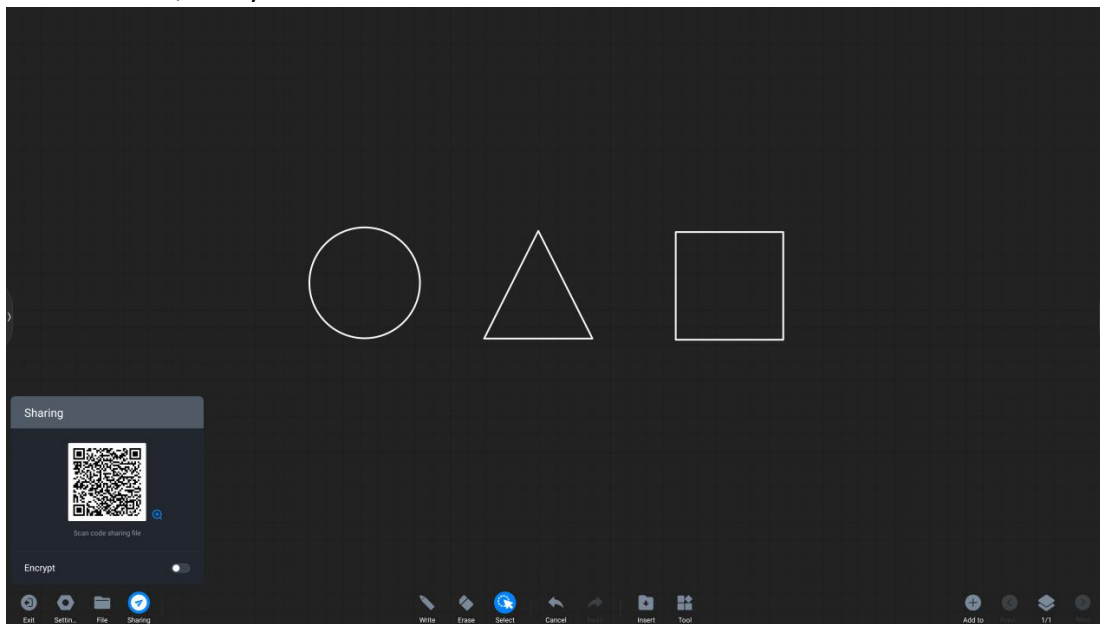 Sharing
Scan code sharing file
Encrypt
Exit
Settin...
File
Sharing
Write
Erase
Select
Cancel
Insert
Tool
Add to
1/1